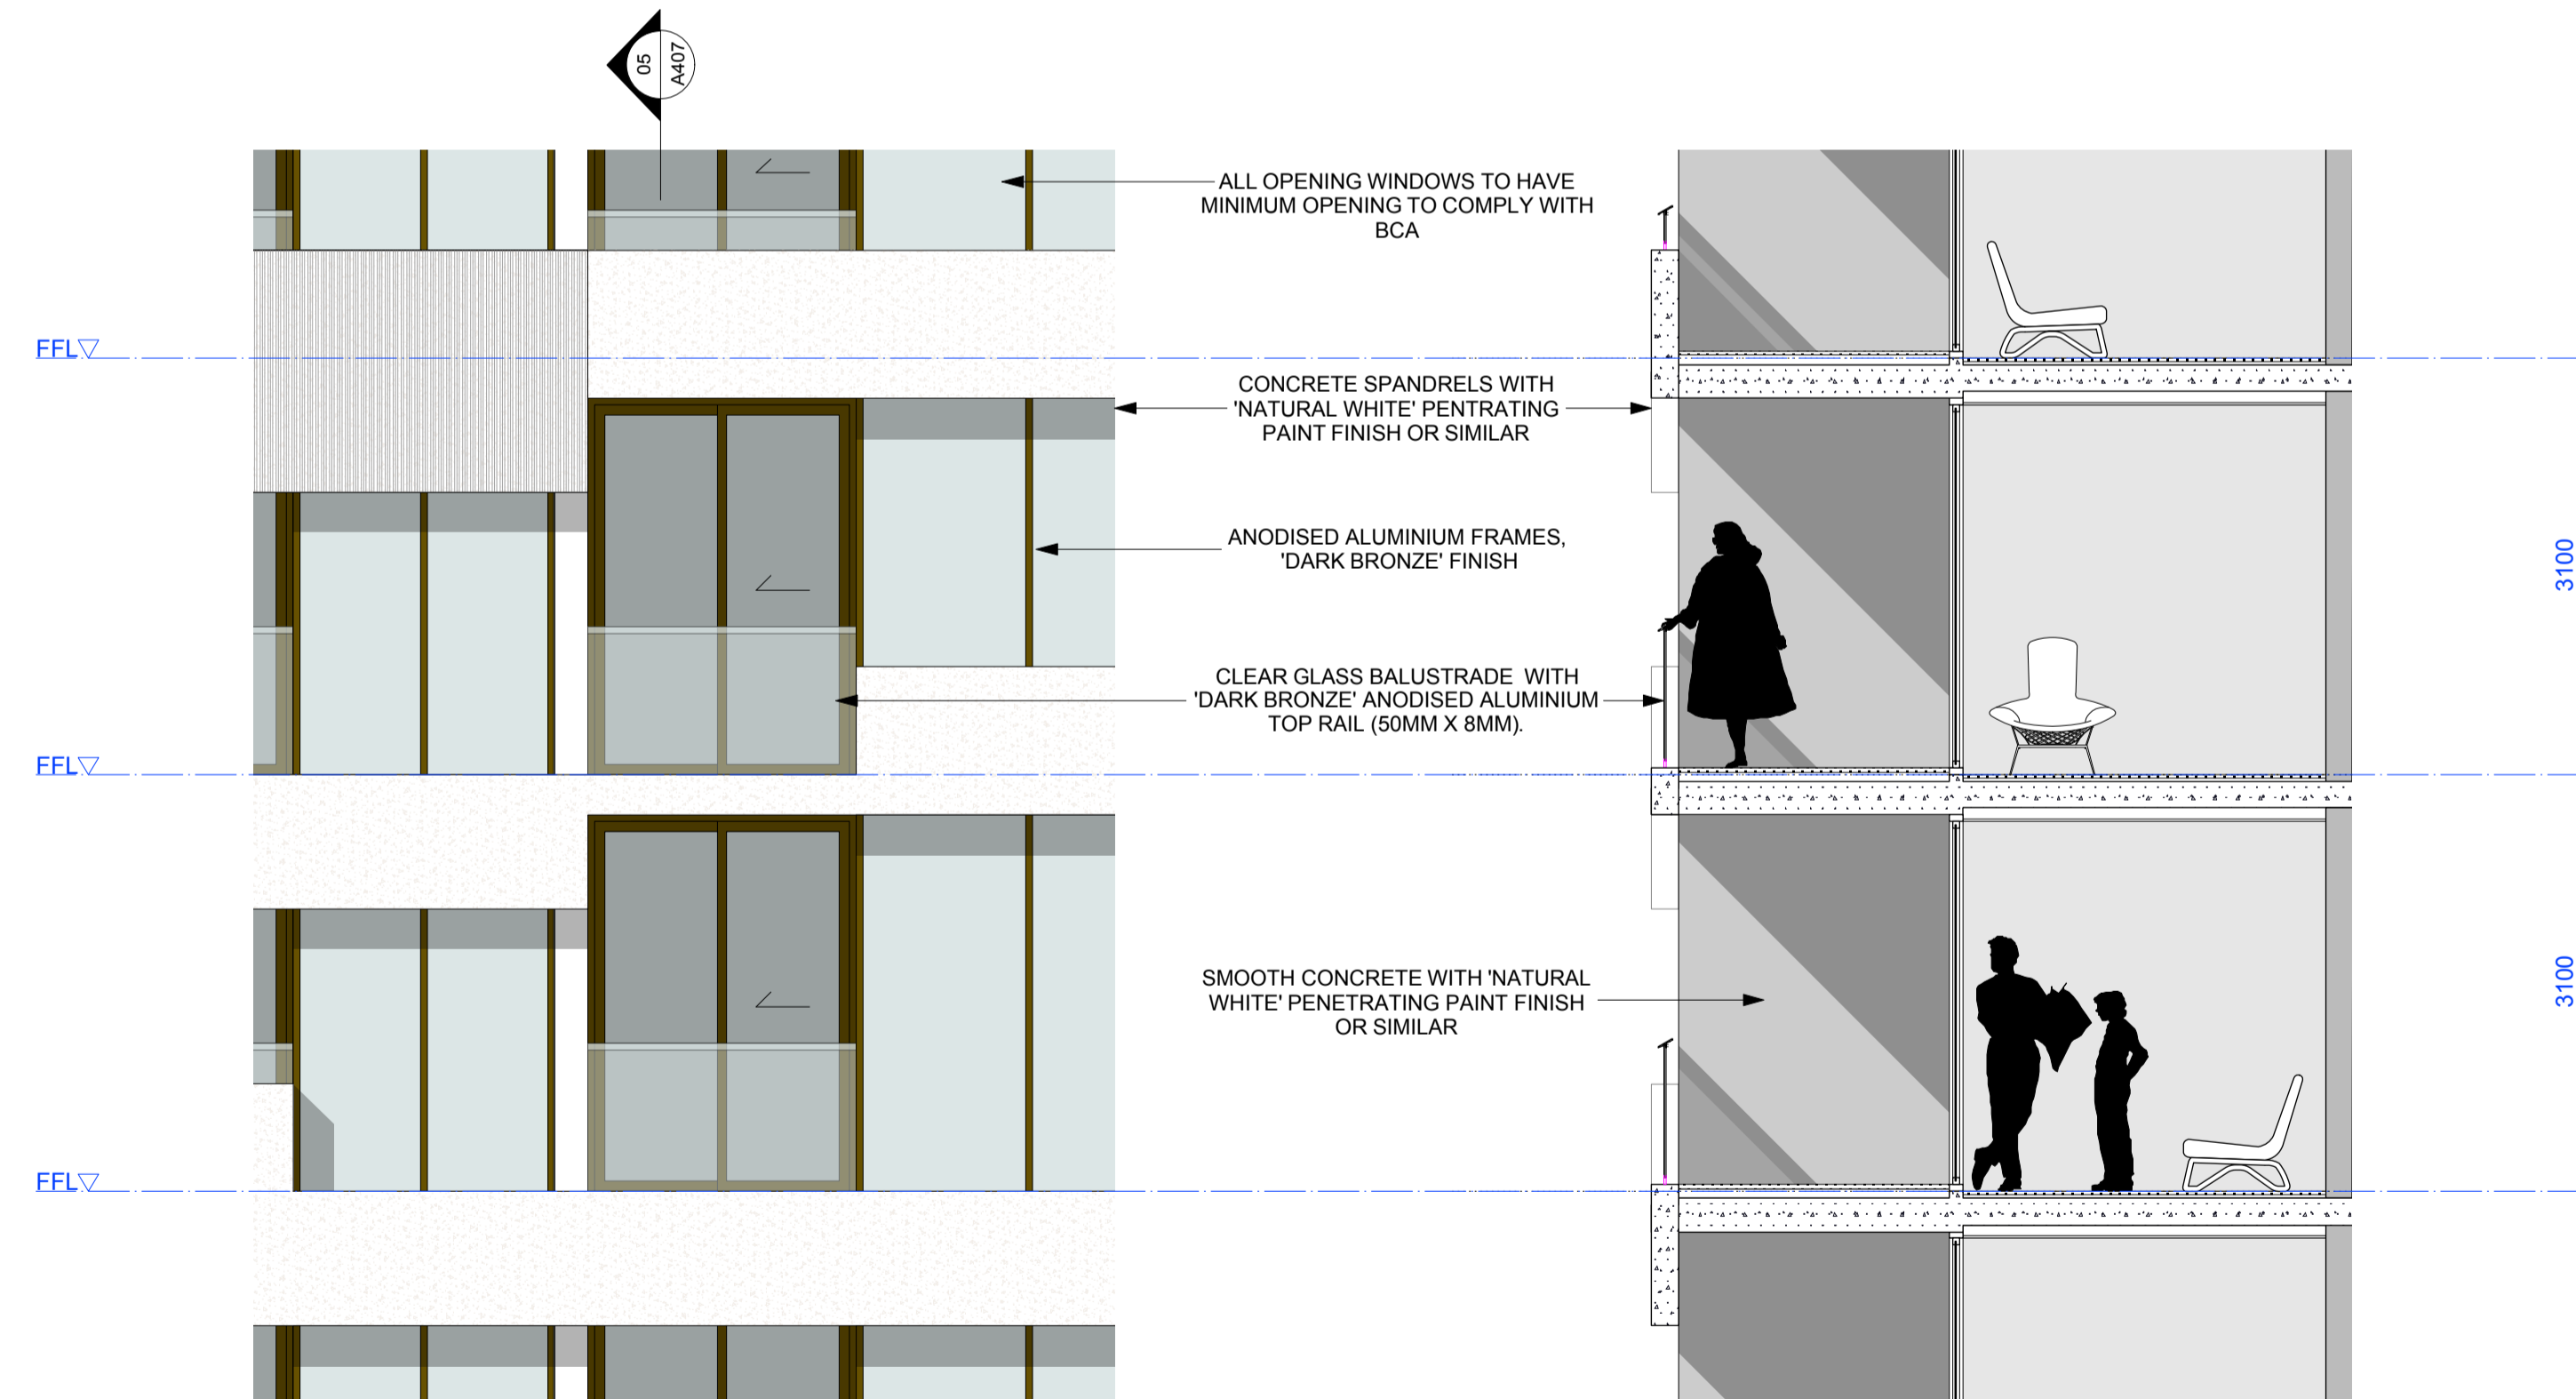 05
A407
ALL OPENING WINDOWS TO HAVE
MINIMUM OPENING TO COMPLY WITH
BCA
FFL
CONCRETE SPANDRELS WITH
'NATURAL WHITE' PENTRATING
PAINT FINISH OR SIMILAR
ANODISED ALUMINIUM FRAMES,
'DARK BRONZE' FINISH
3100
CLEAR GLASS BALUSTRADE WITH
'DARK BRONZE' ANODISED ALUMINIUM
TOP RAIL (50MM X 8MM).
FFL
SMOOTH CONCRETE WITH 'NATURAL
WHITE' PENETRATING PAINT FINISH
OR SIMILAR
3100
FFL